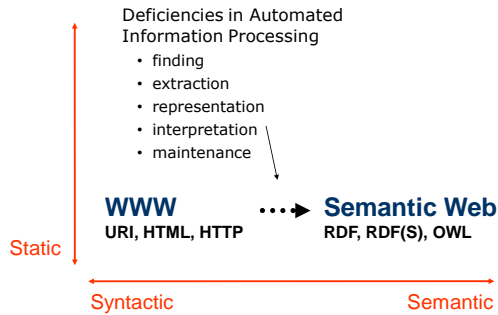 Deficiencies in Automated
Information Processing
• finding
• extraction
• representation
• interpretation
• maintenance
WWW
URI, HTML, HTTP
Semantic Web
RDF, RDF(S), OWL
Static
Syntactic
Semantic